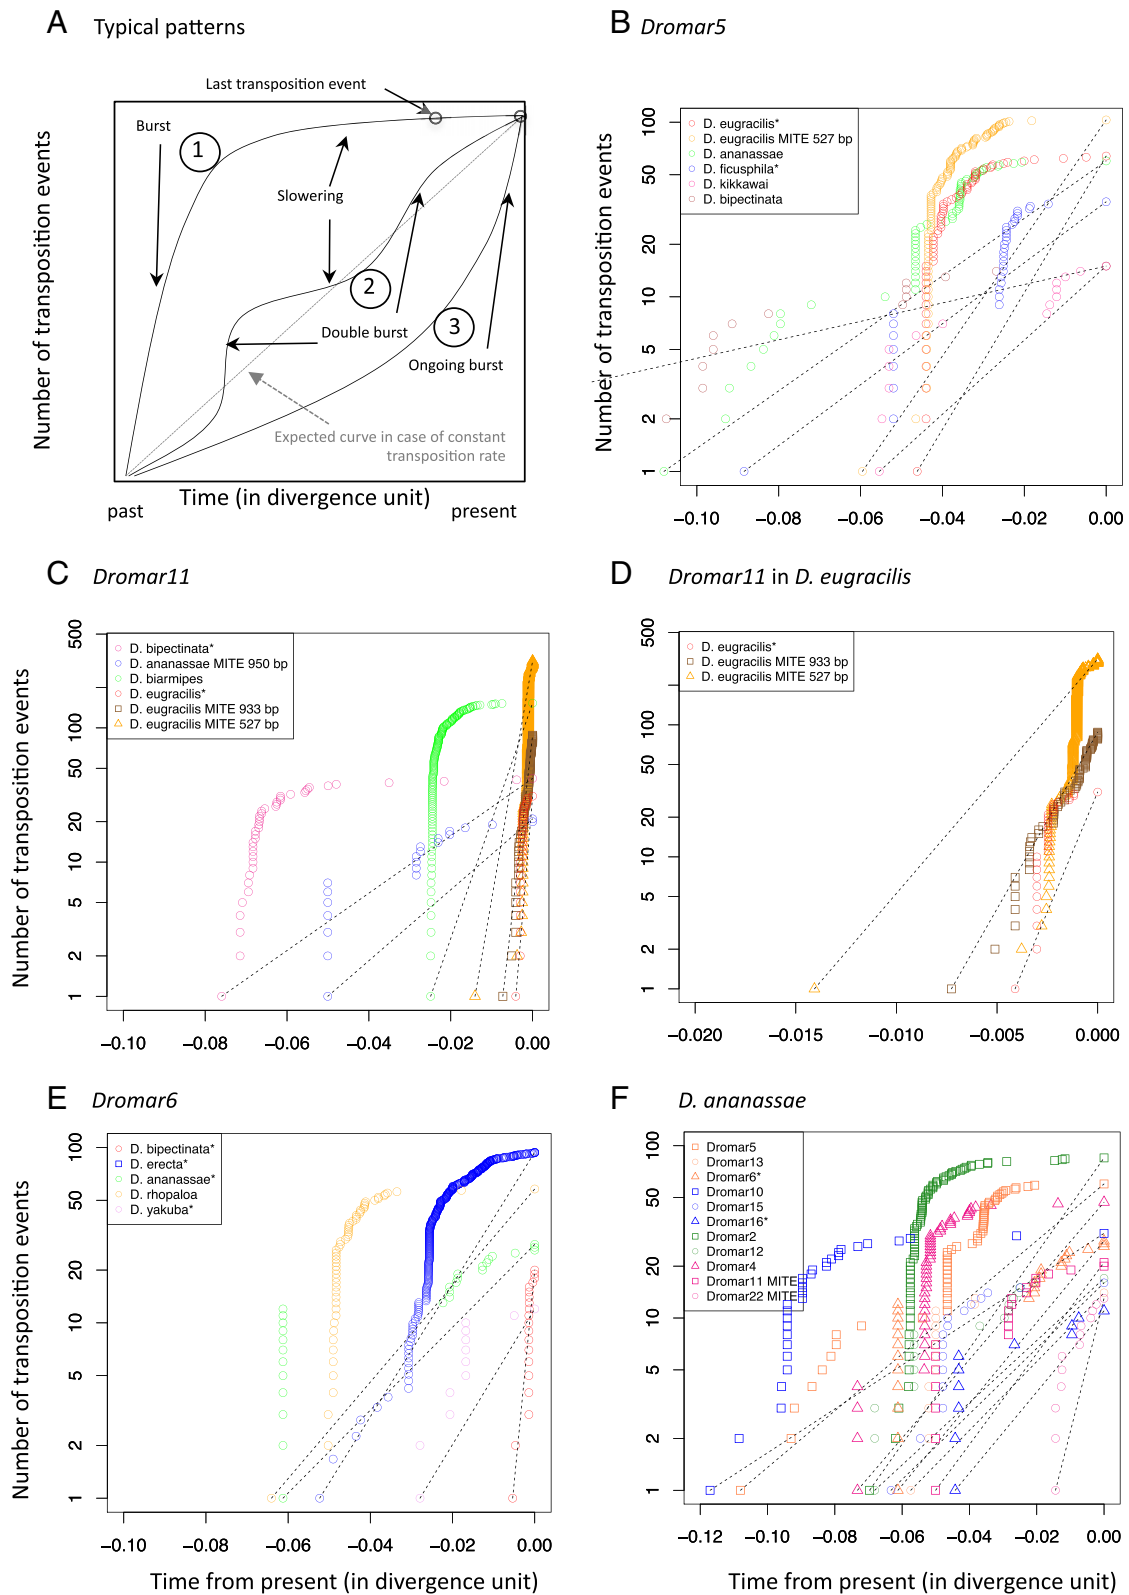 A Typical patterns
Number of transposition events
Last transposition event
Burst
1
Slowering
2
Double burst
3
Ongoing burst
Expected curve in case of constant
transposition rate
Time (in divergence unit)
past
present
B Dromar5
Number of transposition events
100
50
20
10
5
2
1
D. eugracilis*
D. eugracilis MITE 527 bp
D. ananassae
D. ficusphila*
D. kikkawai
D. bipectinata
−0.10 −0.08 −0.06 −0.04 −0.02 0.00
C Dromar11
Number of transposition events
500
100
50
20
10
5
2
1
D. bipectinata*
D. ananassae MITE 950 bp
D. biarmipes
D. eugracilis*
D. eugracilis MITE 933 bp
D. eugracilis MITE 527 bp
−0.10 −0.08 −0.06 −0.04 −0.02 0.00
D Dromar11 in D. eugracilis
500
100
50
20
10
5
2
1
D. eugracilis*
D. eugracilis MITE 933 bp
D. eugracilis MITE 527 bp
−0.020 −0.015 −0.010 −0.005 0.000
E Dromar6
Number of transposition events
100
50
20
10
5
2
1
D. bipectinata*
D. erecta*
D. ananassae*
D. rhopaloa
D. yakuba*
−0.10 −0.08 −0.06 −0.04 −0.02 0.00
Time from present (in divergence unit)
F D. ananassae
100
50
20
10
5
2
1
Dromar5
Dromar13
Dromar6*
Dromar10
Dromar15
Dromar16*
Dromar2
Dromar12
Dromar4
Dromar11 MITE
Dromar22 MITE
−0.12 −0.10 −0.08 −0.06 −0.04 −0.02 0.00
Time from present (in divergence unit)